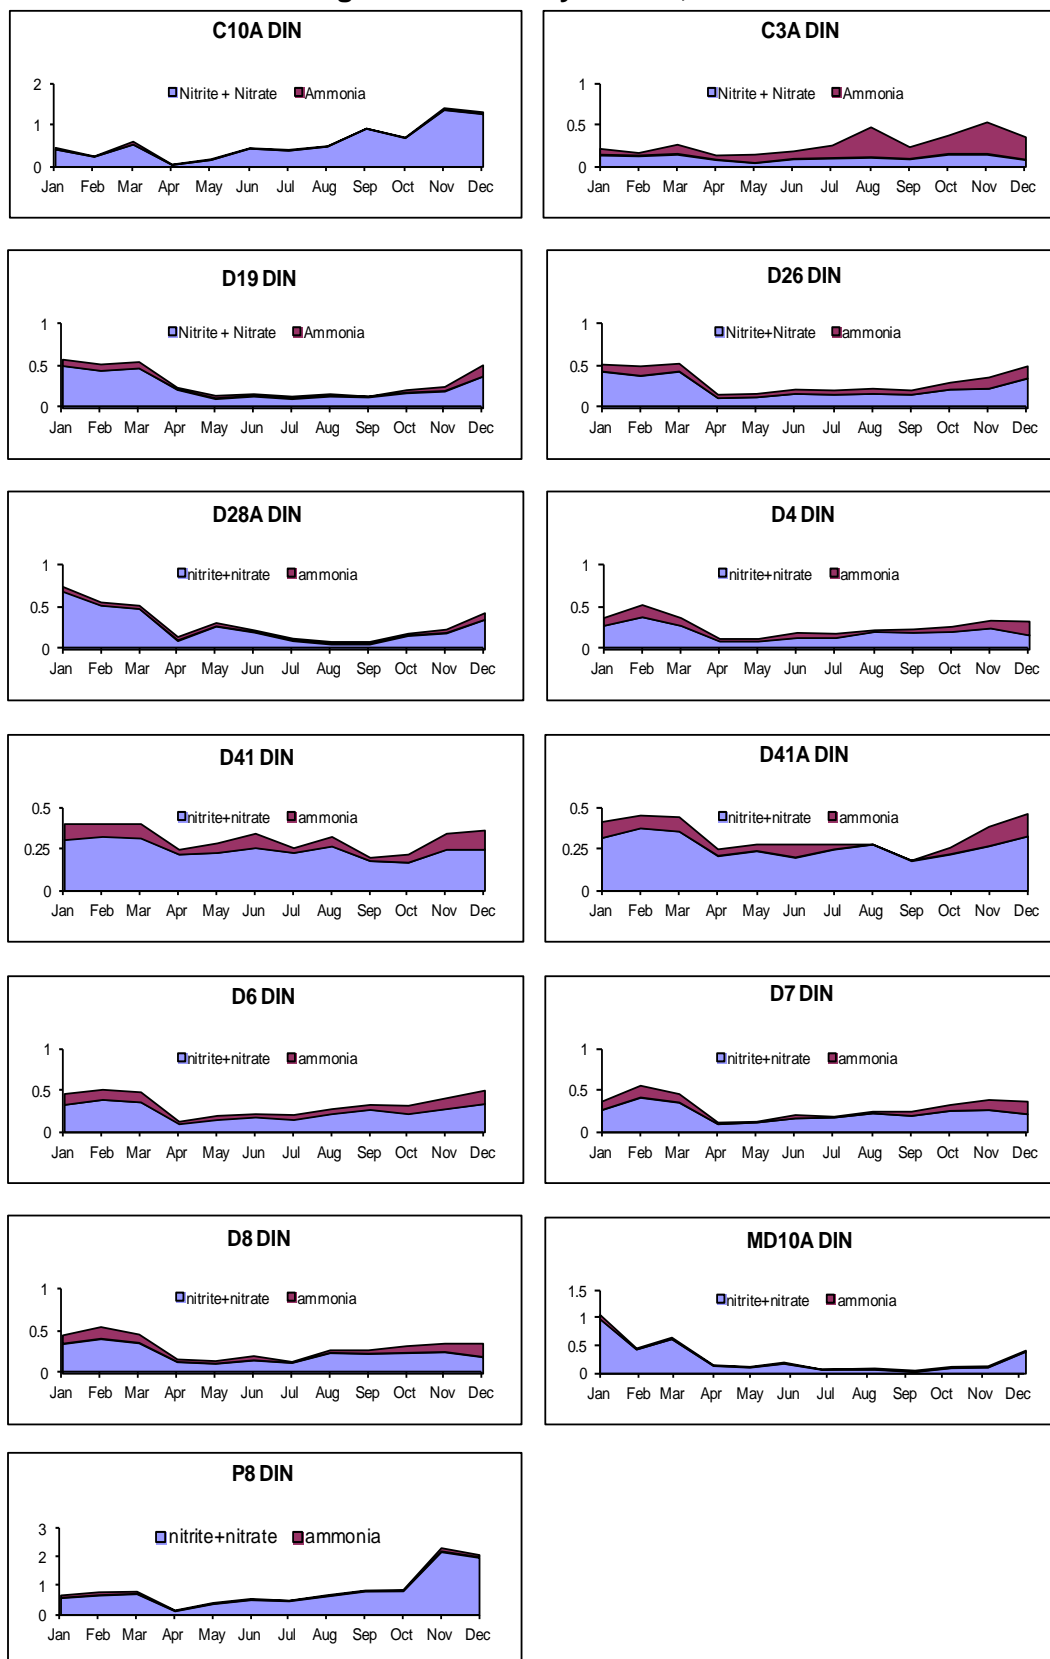 C10A DIN
2
Nitrite + Nitrate Ammonia
1
0
Jan Feb Mar Apr May Jun Jul Aug Sep Oct Nov Dec
C3A DIN
1
Nitrite + Nitrate Ammonia
0.5
0
Jan Feb Mar Apr May Jun Jul Aug Sep Oct Nov Dec
D19 DIN
1
Nitrite + Nitrate Ammonia
0.5
0
Jan Feb Mar Apr May Jun Jul Aug Sep Oct Nov Dec
D26 DIN
1
Nitrite+Nitrate ammonia
0.5
0
Jan Feb Mar Apr May Jun Jul Aug Sep Oct Nov Dec
D28A DIN
1
nitrite+nitrate ammonia
0.5
0
Jan Feb Mar Apr May Jun Jul Aug Sep Oct Nov Dec
D4 DIN
1
nitrite+nitrate ammonia
0.5
0
Jan Feb Mar Apr May Jun Jul Aug Sep Oct Nov Dec
D41 DIN
0.5
nitrite+nitrate ammonia
0.25
0
Jan Feb Mar Apr May Jun Jul Aug Sep Oct Nov Dec
D41A DIN
0.5
nitrite+nitrate ammonia
0.25
0
Jan Feb Mar Apr May Jun Jul Aug Sep Oct Nov Dec
D6 DIN
1
nitrite+nitrate ammonia
0.5
0
Jan Feb Mar Apr May Jun Jul Aug Sep Oct Nov Dec
D7 DIN
1
nitrite+nitrate ammonia
0.5
0
Jan Feb Mar Apr May Jun Jul Aug Sep Oct Nov Dec
D8 DIN
1
nitrite+nitrate ammonia
0.5
0
Jan Feb Mar Apr May Jun Jul Aug Sep Oct Nov Dec
MD10A DIN
1.5
nitrite+nitrate ammonia
1
0.5
0
Jan Feb Mar Apr May Jun Jul Aug Sep Oct Nov Dec
P8 DIN
3
nitrite+nitrate ammonia
2
1
0
Jan Feb Mar Apr May Jun Jul Aug Sep Oct Nov Dec